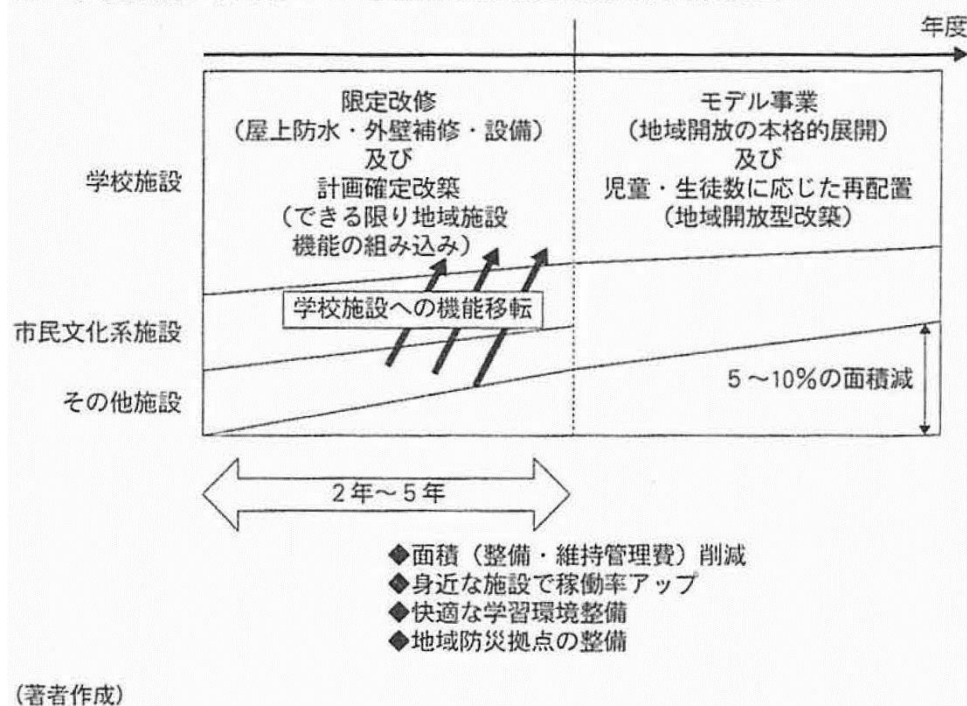 年度
限定改修
（屋上防水・外壁補修・設備）
及び
計画確定改築
（できる限り地域施設
機能の組み込み）
モデル事業
（地域開放の本格的展開）
及び
児童・生徒数に応じた再配置
（地域開放型改築）
学校施設
学校施設への機能移転
市民文化系施設
その他施設
5～10％の面積減
2年～5年
◆面積（整備・維持管理費）削減
◆身近な施設で稼働率アップ
◆快適な学習環境整備
◆地域防災拠点の整備
（著者作成）